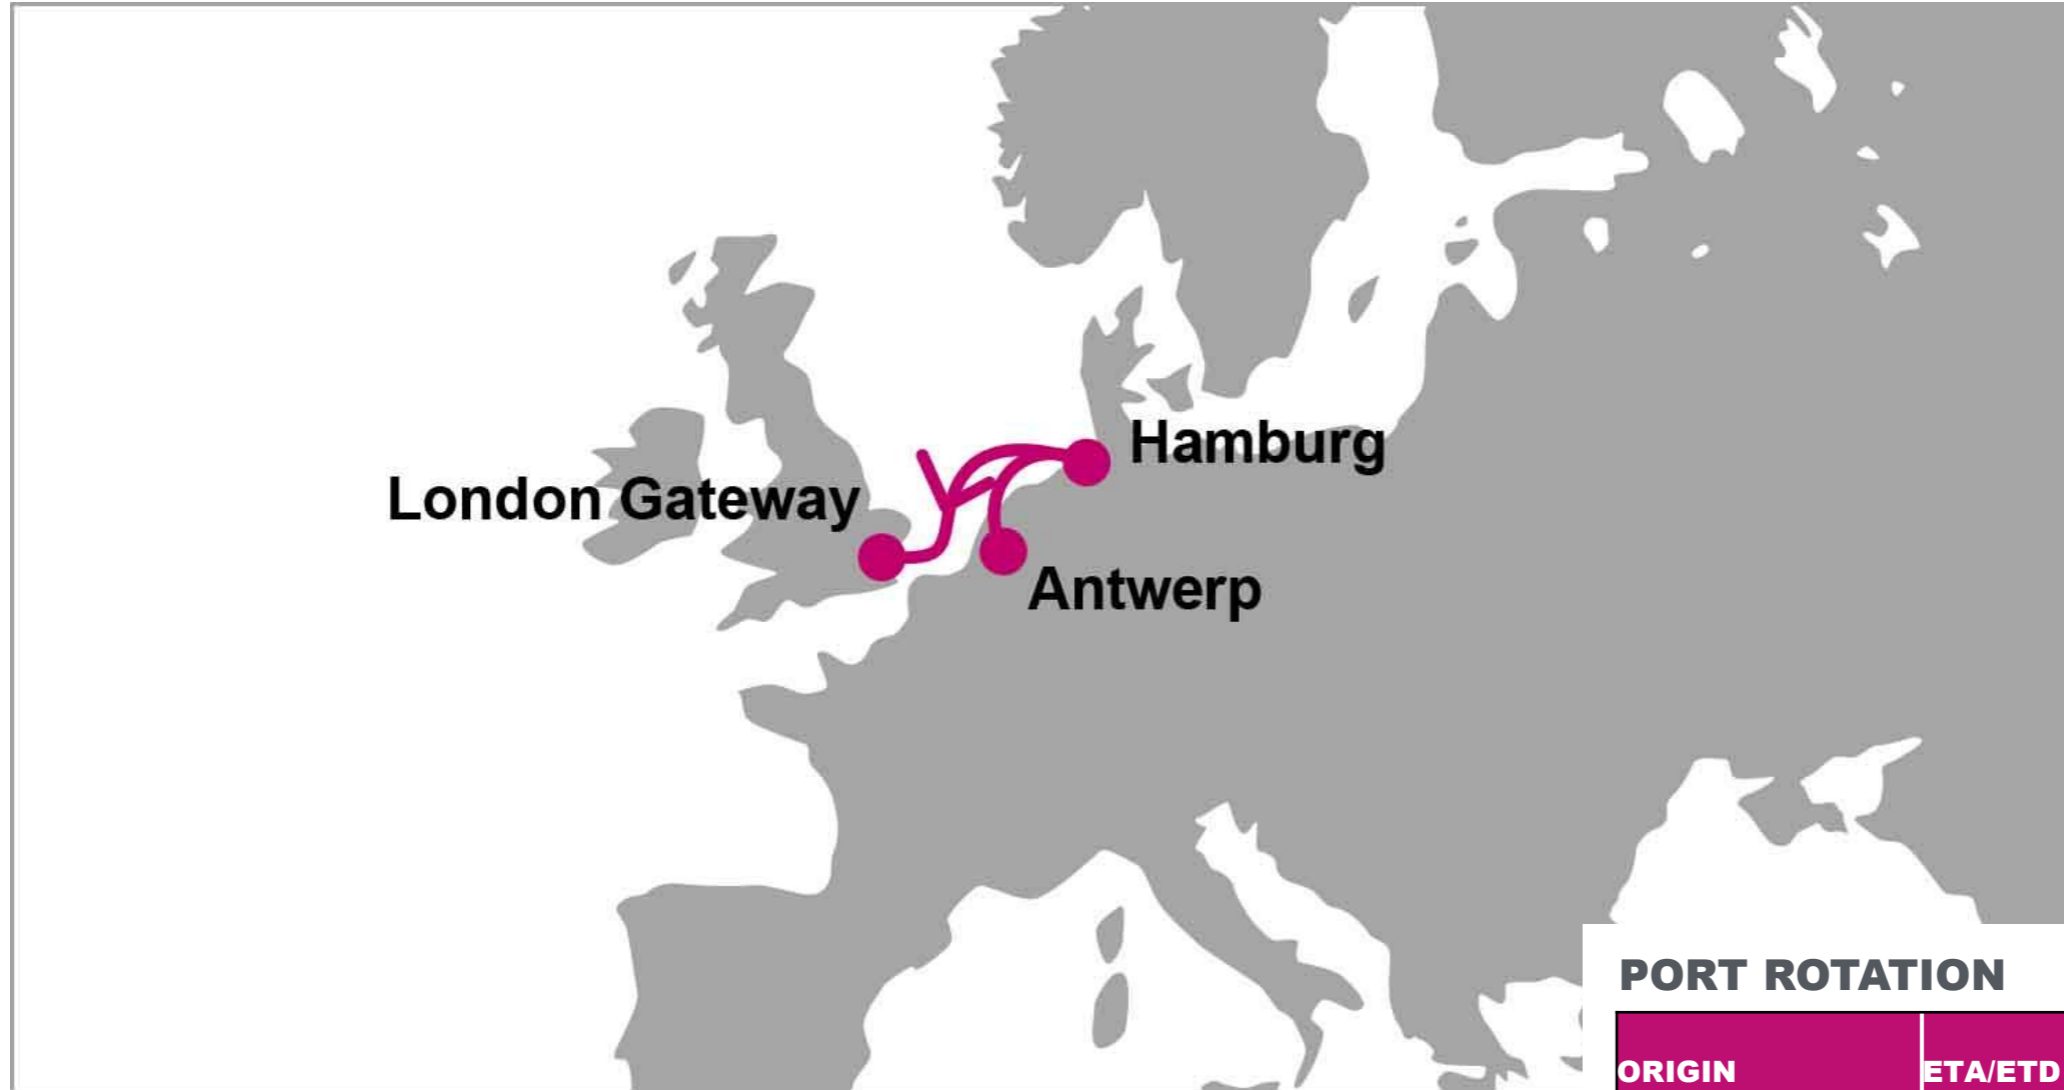 Hamburg
London Gateway
Antwerp
PORT ROTATION
ORIGIN
ETA/ETD